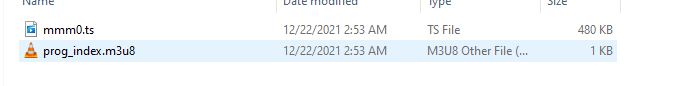 Name Date modified Type Size
mmm0.ts 12/22/2021 2:53 AM TS File 480 KB
prog_index.m3u8 12/22/2021 2:53 AM M3U8 Other File (... 1 KB